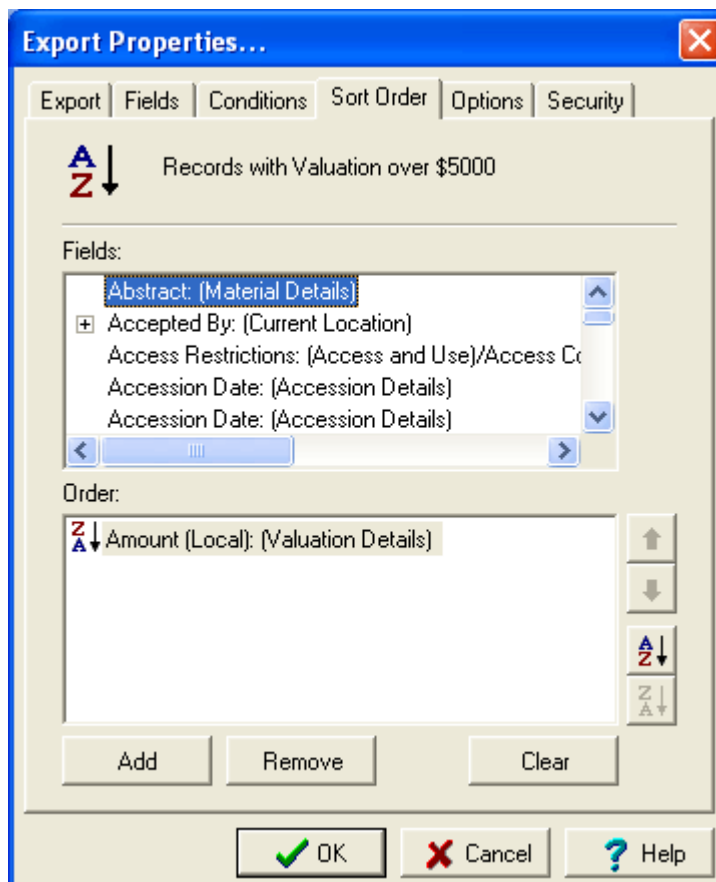 Export Properties...
Export Fields Conditions Sort Order Options Security
A
Z
Records with Valuation over $5000
Fields:
Abstract: (Material Details)
Accepted By: (Current Location)
Access Restrictions: (Access and Use)/Access Co
Accession Date: (Accession Details)
Accession Date: (Accession Details)
Order:
Z
A
Amount (Local): (Valuation Details)
A
Z
Z
A
Add Remove Clear
OK Cancel ? Help